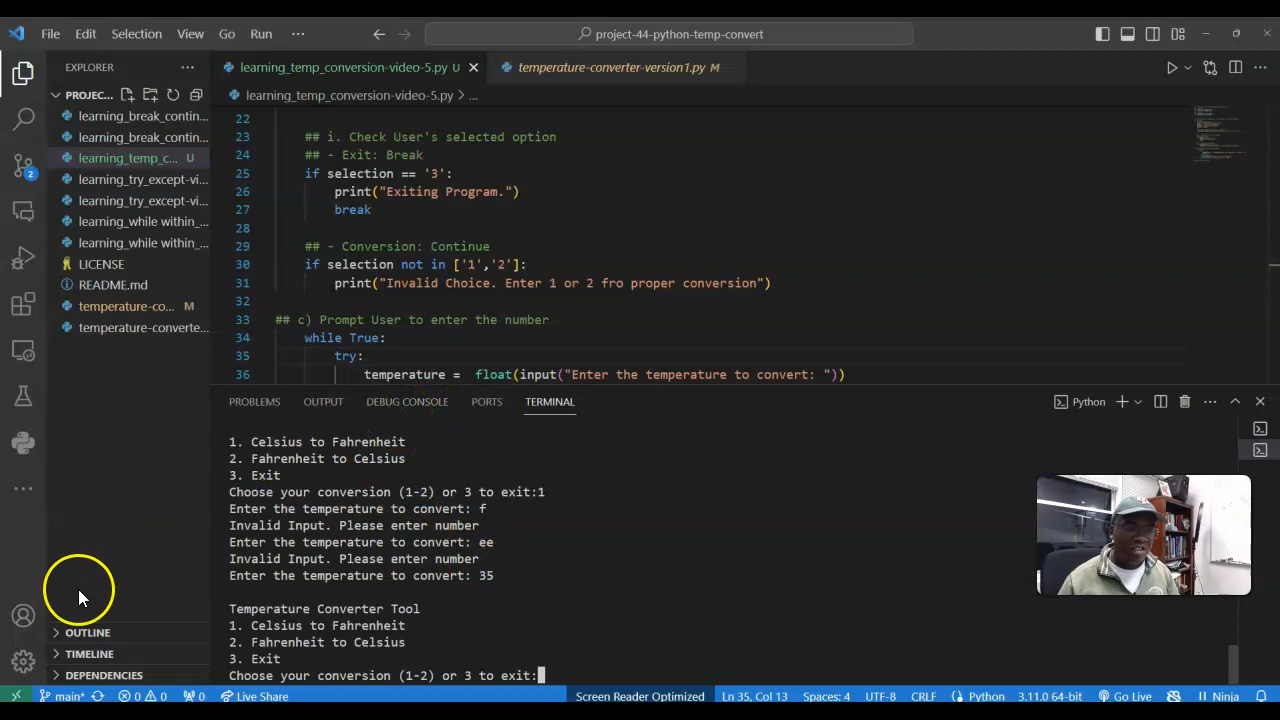 File Edit Selection View Go Run ··· project-44-python-temp-convert
EXPLORER ···
learning_temp_conversion-video-5.py U
temperature-converter-version1.py M
PROJEC...
learning_temp_conversion-video-5.py > ...
learning_break_contin...
learning_break_contin...
learning_temp_c... U
learning_try_except-vi...
learning_try_except-vi...
learning_while within_...
learning_while within_...
LICENSE
README.md
temperature-co... M
temperature-converte...
2
22
23 ## i. Check User's selected option
24 ## - Exit: Break
25 if selection == '3':
26 print("Exiting Program.")
27 break
28
29 ## - Conversion: Continue
30 if selection not in ['1','2']:
31 print("Invalid Choice. Enter 1 or 2 fro proper conversion")
32
33 ## c) Prompt User to enter the number
34 while True:
35 try:
36 temperature = float(input("Enter the temperature to convert: "))
PROBLEMS OUTPUT DEBUG CONSOLE PORTS TERMINAL Python
1. Celsius to Fahrenheit
2. Fahrenheit to Celsius
3. Exit
Choose your conversion (1-2) or 3 to exit:1
Enter the temperature to convert: f
Invalid Input. Please enter number
Enter the temperature to convert: ee
Invalid Input. Please enter number
Enter the temperature to convert: 35
Temperature Converter Tool
1. Celsius to Fahrenheit
2. Fahrenheit to Celsius
3. Exit
Choose your conversion (1-2) or 3 to exit:
OUTLINE
TIMELINE
DEPENDENCIES
main* 0 0 0 Live Share Screen Reader Optimized Ln 35, Col 13 Spaces: 4 UTF-8 CRLF Python 3.11.0 64-bit Go Live Ninja